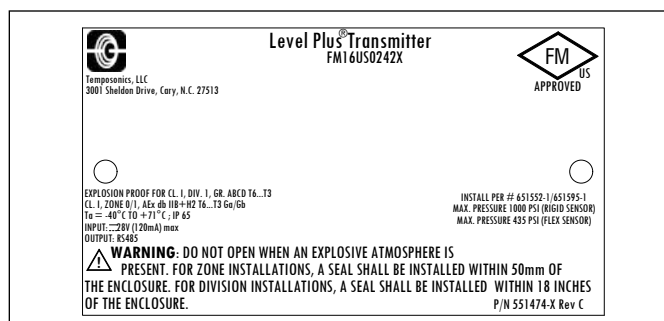 Level Plus® Transmitter
FM16US0242X
FM
US
APPROVED
Temposonics, LLC
3001 Sheldon Drive, Cary, N.C. 27513
EXPLOSION PROOF FOR CL. I, DIV. 1, GR. ABCD T6...T3
CL. I, ZONE 0/1, AEx db IIB+H2 T6...T3 Ga/Gb
Ta = -40°C TO +71°C ; IP 65
INPUT: ⎓28V (120mA) max
OUTPUT: RS485
INSTALL PER # 651552-1/651595-1
MAX. PRESSURE 1000 PSI (RIGID SENSOR)
MAX. PRESSURE 435 PSI (FLEX SENSOR)
WARNING: DO NOT OPEN WHEN AN EXPLOSIVE ATMOSPHERE IS
PRESENT. FOR ZONE INSTALLATIONS, A SEAL SHALL BE INSTALLED WITHIN 50mm OF
THE ENCLOSURE. FOR DIVISION INSTALLATIONS, A SEAL SHALL BE INSTALLED WITHIN 18 INCHES
OF THE ENCLOSURE.
P/N 551474-X Rev C